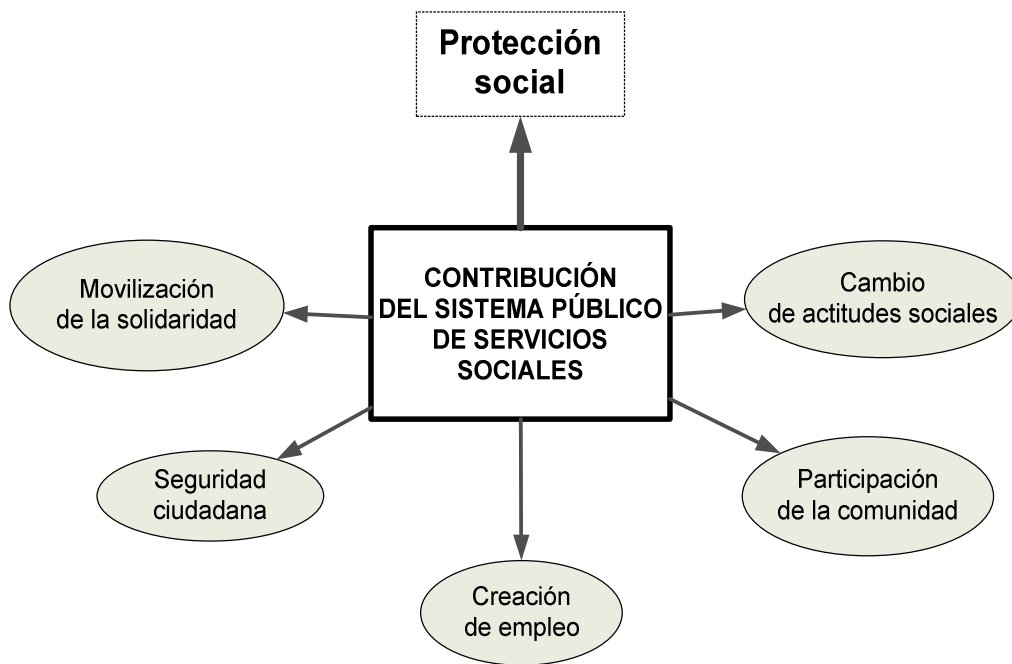 Protección
social
CONTRIBUCIÓN
DEL SISTEMA PÚBLICO
DE SERVICIOS
SOCIALES
Movilización
de la solidaridad
Cambio
de actitudes sociales
Seguridad
ciudadana
Participación
de la comunidad
Creación
de empleo